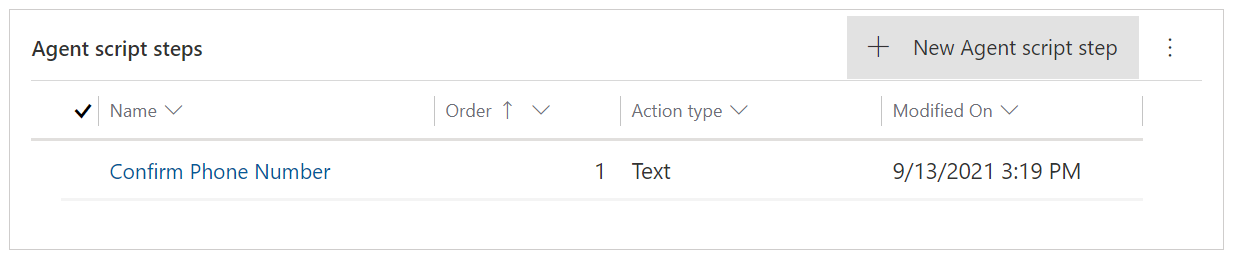 Agent script steps
New Agent script step
Name Order Action type Modified On
Confirm Phone Number 1 Text 9/13/2021 3:19 PM